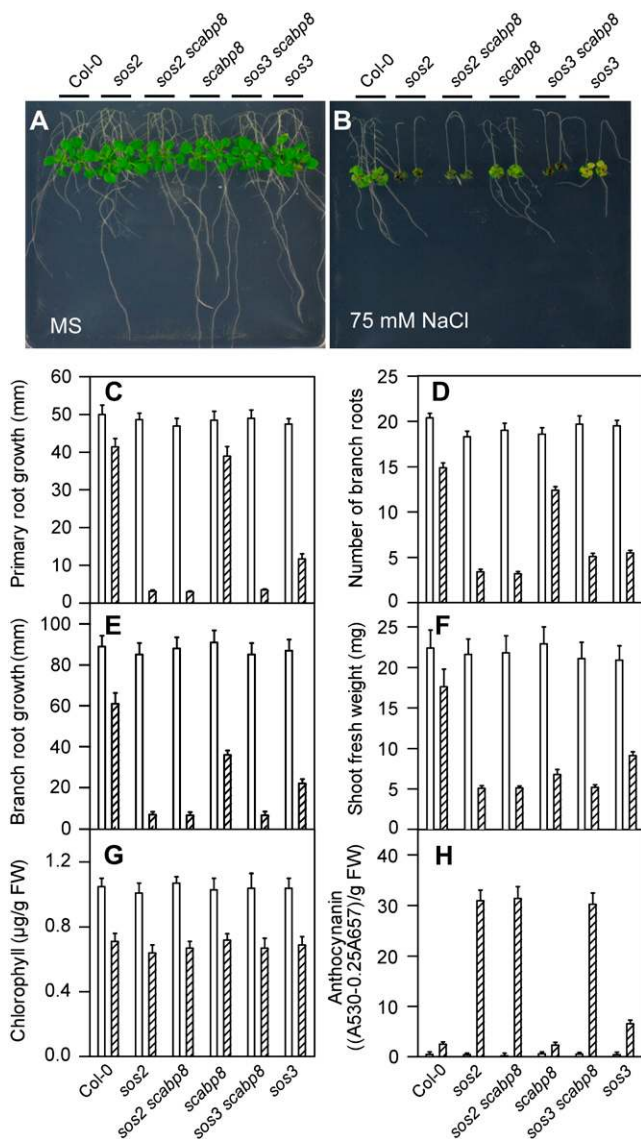 Col-0 sos2 sos2 scabp8 scabp8 sos3 scabp8 sos3 Col-0 sos2 sos2 scabp8 scabp8 sos3 scabp8 sos3
A B
MS 75 mM NaCl
C
Primary root growth (mm)
60
50
40
30
20
10
0
D
Number of branch roots
25
20
15
10
5
0
E
Branch root growth (mm)
100
80
60
40
20
0
F
Shoot fresh weight (mg)
25
20
15
10
5
0
G
Chlorophyll (µg/g FW)
1.2
0.9
0.6
0.3
0.0
H
Anthocynanin
((A530-0.25A657)/g FW)
40
30
20
10
0
Col-0 sos2 sos2 scabp8 scabp8 sos3 scabp8 sos3 Col-0 sos2 sos2 scabp8 scabp8 sos3 scabp8 sos3